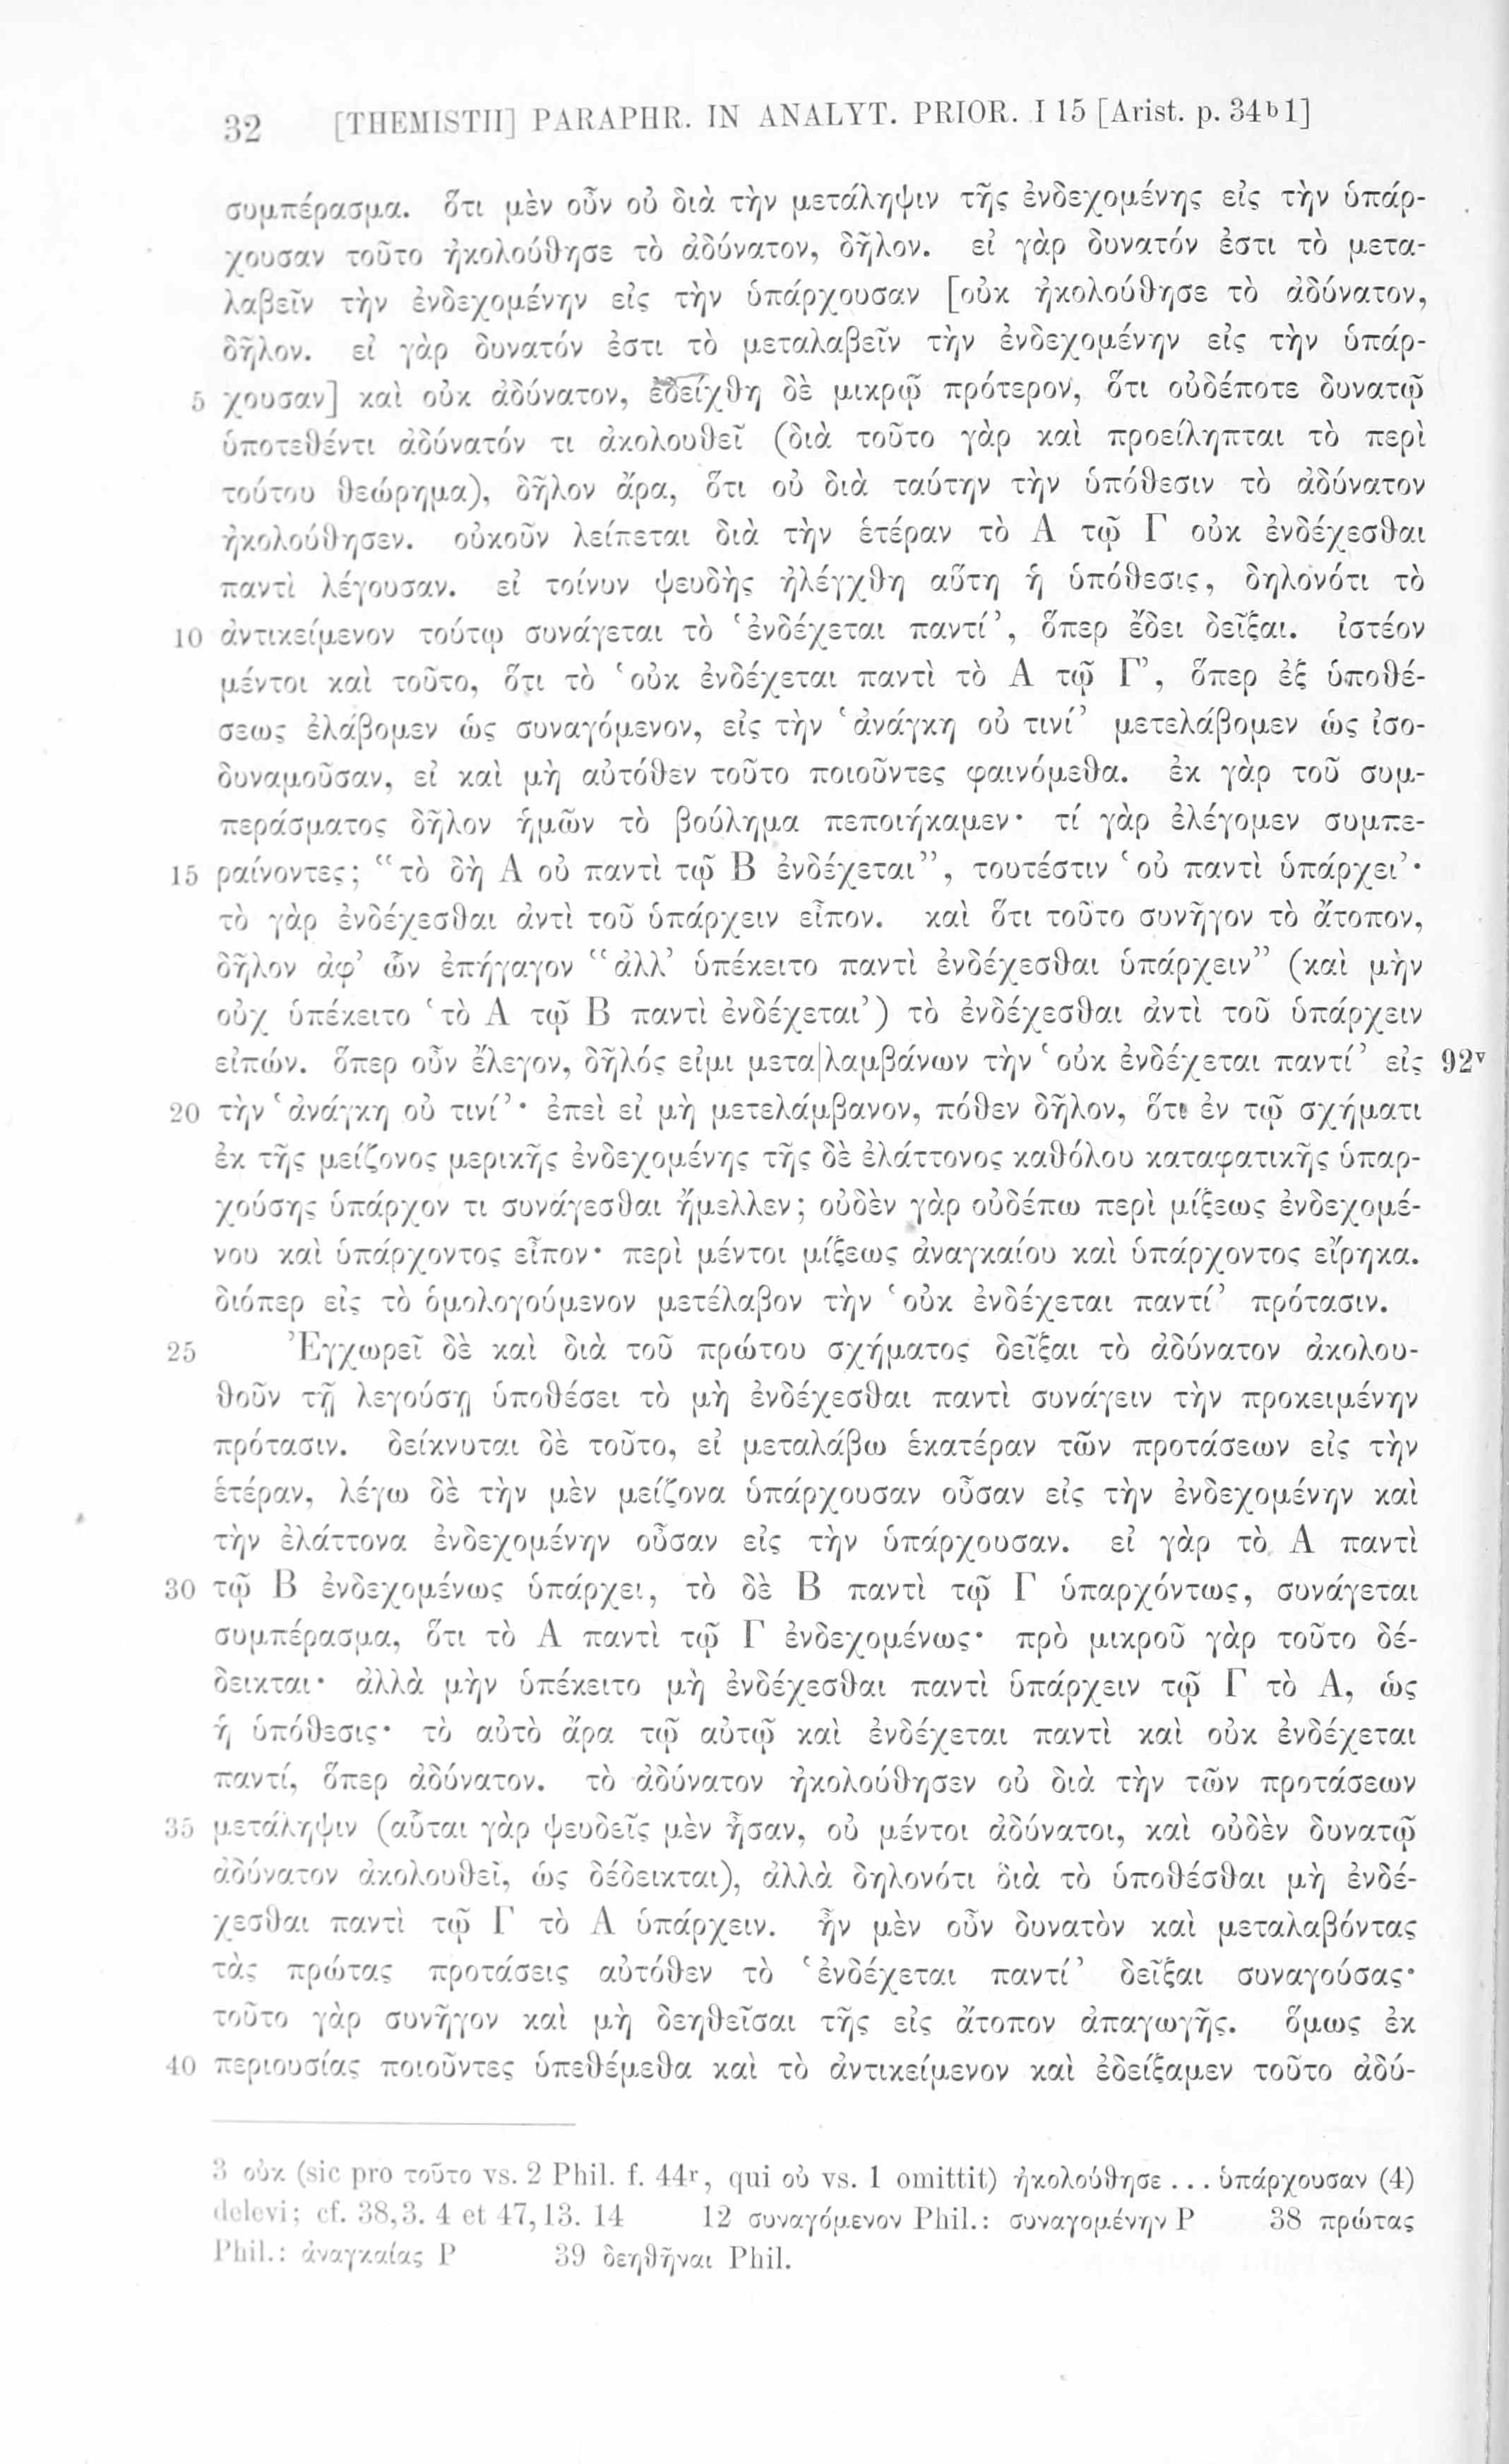 32 [THEMISTII] PARAPHR. IN ANALYT. PRIOR. I 15 [Arist. p. 34b1]
συμπέρασμα. ὅτι μὲν οὖν οὐ διὰ τὴν μετάληψιν τῆς ἐνδεχομένης εἰς τὴν ὑπάρ-
χουσαν τοῦτο ἠκολούθησε τὸ ἀδύνατον, δῆλον. εἰ γὰρ δυνατόν ἐστι τὸ μετα-
λαβεῖν τὴν ἐνδεχομένην εἰς τὴν ὑπάρχουσαν [οὐκ ἠκολούθησε τὸ ἀδύνατον,
δῆλον. εἰ γὰρ δυνατόν ἐστι τὸ μεταλαβεῖν τὴν ἐνδεχομένην εἰς τὴν ὑπάρ-
5 χουσαν] καὶ οὐκ ἀδύνατον, ἐδείχθη δὲ μικρῷ πρότερον, ὅτι οὐδέποτε δυνατῷ
ὑποτεθέντι ἀδύνατόν τι ἀκολουθεῖ (διὰ τοῦτο γὰρ καὶ προείληπται τὸ περὶ
τούτου θεώρημα), δῆλον ἄρα, ὅτι οὐ διὰ ταύτην τὴν ὑπόθεσιν τὸ ἀδύνατον
ἠκολούθησεν. οὐκοῦν λείπεται διὰ τὴν ἑτέραν τὸ Α τῷ Γ οὐκ ἐνδέχεσθαι
παντὶ λέγουσαν. εἰ τοίνυν ψευδὴς ἠλέγχθη αὕτη ἡ ὑπόθεσις, δηλονότι τὸ
10 ἀντικείμενον τούτῳ συνάγεται τὸ ‘ἐνδέχεται παντί’, ὅπερ ἔδει δεῖξαι. ἰστέον
μέντοι καὶ τοῦτο, ὅτι τὸ ‘οὐκ ἐνδέχεται παντὶ τὸ Α τῷ Γ’, ὅπερ ἐξ ὑποθέ-
σεως ἐλάβομεν ὡς συναγόμενον, εἰς τὴν ‘ἀνάγκη οὐ τινί’ μετελάβομεν ὡς ἰσο-
δυναμοῦσαν, εἰ καὶ μὴ αὐτόθεν τοῦτο ποιοῦντες φαινόμεθα. ἐκ γὰρ τοῦ συμ-
περάσματος δῆλον ἡμῶν τὸ βούλημα πεποιήκαμεν· τί γὰρ ἐλέγομεν συμπε-
15 ραίνοντες; “τὸ δὴ Α οὐ παντὶ τῷ Β ἐνδέχεται”, τουτέστιν ‘οὐ παντὶ ὑπάρχει’·
τὸ γὰρ ἐνδέχεσθαι ἀντὶ τοῦ ὑπάρχειν εἶπον. καὶ ὅτι τοῦτο συνῆγον τὸ ἄτοπον,
δῆλον ἀφ’ ὧν ἐπήγαγον “ἀλλ’ ὑπέκειτο παντὶ ἐνδέχεσθαι ὑπάρχειν” (καὶ μὴν
οὐχ ὑπέκειτο ‘τὸ Α τῷ Β παντὶ ἐνδέχεται’) τὸ ἐνδέχεσθαι ἀντὶ τοῦ ὑπάρχειν
εἰπών. ὅπερ οὖν ἔλεγον, δηλός εἰμι μετα|λαμβάνων τὴν ‘οὐκ ἐνδέχεται παντί’ εἰς 92v
20 τὴν ‘ἀνάγκη οὐ τινί’· ἐπεὶ εἰ μὴ μετελάμβανον, πόθεν δῆλον, ὅτι ἐν τῷ σχήματι
ἐκ τῆς μείζονος μερικῆς ἐνδεχομένης τῆς δὲ ἐλάττονος καθόλου καταφατικῆς ὑπαρ-
χούσης ὑπάρχον τι συνάγεσθαι ἤμελλεν; οὐδὲν γὰρ οὐδέπω περὶ μίξεως ἐνδεχομέ-
νου καὶ ὑπάρχοντος εἶπον· περὶ μέντοι μίξεως ἀναγκαίου καὶ ὑπάρχοντος εἴρηκα.
διόπερ εἰς τὸ ὁμολογούμενον μετέλαβον τὴν ‘οὐκ ἐνδέχεται παντί’ πρότασιν.
25 Ἐγχωρεῖ δὲ καὶ διὰ τοῦ πρώτου σχήματος δεῖξαι τὸ ἀδύνατον ἀκολου-
θοῦν τῇ λεγούσῃ ὑποθέσει τὸ μὴ ἐνδέχεσθαι παντὶ συνάγειν τὴν προκειμένην
πρότασιν. δείκνυται δὲ τοῦτο, εἰ μεταλάβω ἑκατέραν τῶν προτάσεων εἰς τὴν
ἑτέραν, λέγω δὲ τὴν μὲν μείζονα ὑπάρχουσαν οὖσαν εἰς τὴν ἐνδεχομένην καὶ
τὴν ἐλάττονα ἐνδεχομένην οὖσαν εἰς τὴν ὑπάρχουσαν. εἰ γὰρ τὸ Α παντὶ
30 τῷ Β ἐνδεχομένως ὑπάρχει, τὸ δὲ Β παντὶ τῷ Γ ὑπαρχόντως, συνάγεται
συμπέρασμα, ὅτι τὸ Α παντὶ τῷ Γ ἐνδεχομένως· πρὸ μικροῦ γὰρ τοῦτο δέ-
δεικται· ἀλλὰ μὴν ὑπέκειτο μὴ ἐνδέχεσθαι παντὶ ὑπάρχειν τῷ Γ τὸ Α, ὡς
ἡ ὑπόθεσις· τὸ αὐτὸ ἄρα τῷ αὐτῷ καὶ ἐνδέχεται παντὶ καὶ οὐκ ἐνδέχεται
παντί, ὅπερ ἀδύνατον. τὸ ἀδύνατον ἠκολούθησεν οὐ διὰ τὴν τῶν προτάσεων
35 μετάληψιν (αὗται γὰρ ψευδεῖς μὲν ἦσαν, οὐ μέντοι ἀδύνατοι, καὶ οὐδὲν δυνατῷ
ἀδύνατον ἀκολουθεῖ, ὡς δέδεικται), ἀλλὰ δηλονότι διὰ τὸ ὑποθέσθαι μὴ ἐνδέ-
χεσθαι παντὶ τῷ Γ τὸ Α ὑπάρχειν. ἦν μὲν οὖν δυνατὸν καὶ μεταλαβόντας
τὰς πρώτας προτάσεις αὐτόθεν τὸ ‘ἐνδέχεται παντί’ δεῖξαι συναγούσας·
τοῦτο γὰρ συνῆγον καὶ μὴ δεηθεῖσαι τῆς εἰς ἄτοπον ἀπαγωγῆς. ὅμως ἐκ
40 περιουσίας ποιοῦντες ὑπεθέμεθα καὶ τὸ ἀντικείμενον καὶ ἐδείξαμεν τοῦτο ἀδύ-
3 οὐκ (sic pro τοῦτο vs. 2 Phil. f. 44r, qui οὐ vs. 1 omittit) ἠκολούθησε ... ὑπάρχουσαν (4)
delevi; cf. 38,3. 4 et 47,13. 14 12 συναγόμενον Phil.: συναγομένην P 38 πρώτας
Phil.: ἀναγκαίας P 39 δεηθῆναι Phil.